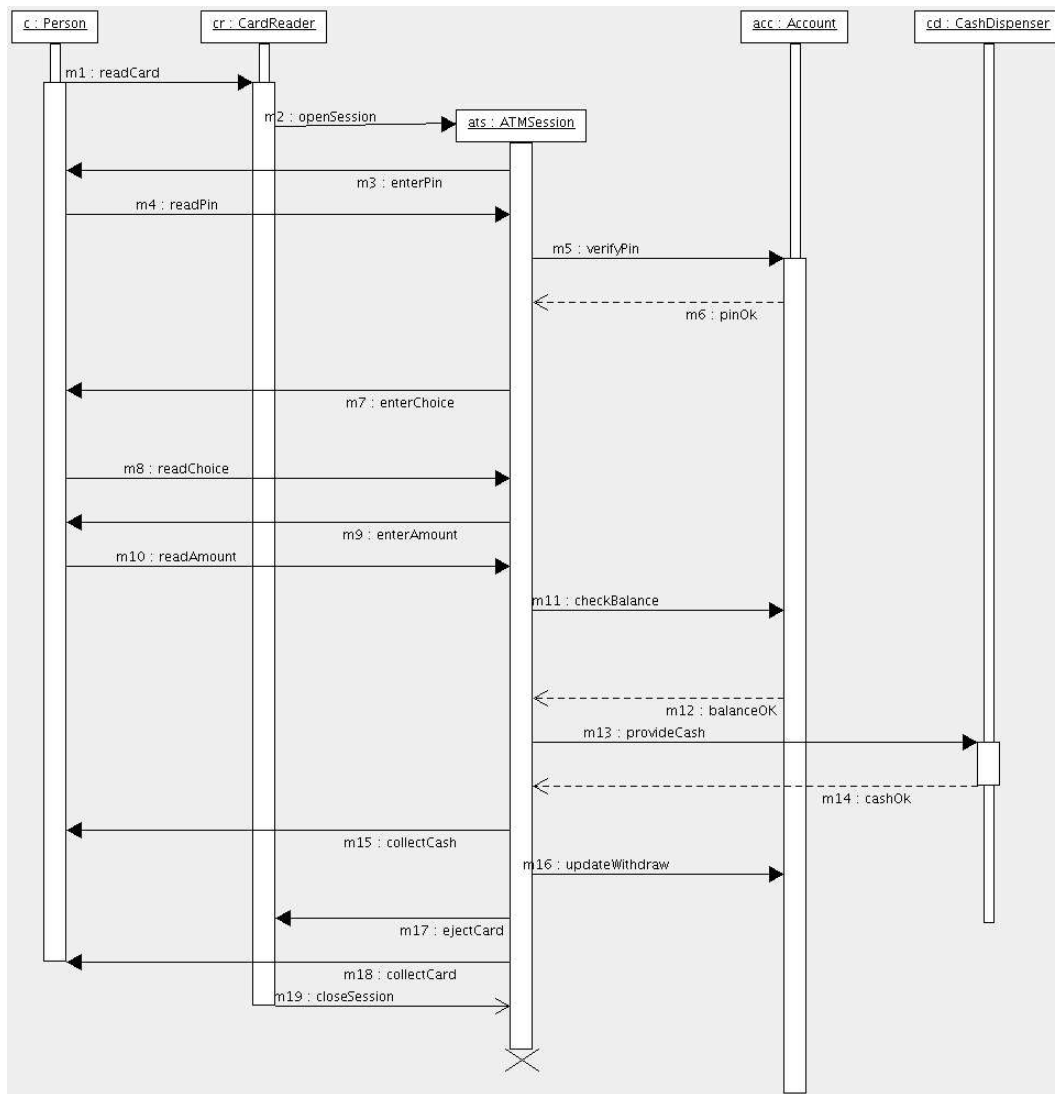 c : Person
cr : CardReader
acc : Account
cd : CashDispenser
m1 : readCard
m2 : openSession
ats : ATMSession
m3 : enterPin
m4 : readPin
m5 : verifyPin
m6 : pinOk
m7 : enterChoice
m8 : readChoice
m9 : enterAmount
m10 : readAmount
m11 : checkBalance
m12 : balanceOK
m13 : provideCash
m14 : cashOk
m15 : collectCash
m16 : updateWithdraw
m17 : ejectCard
m18 : collectCard
m19 : closeSession